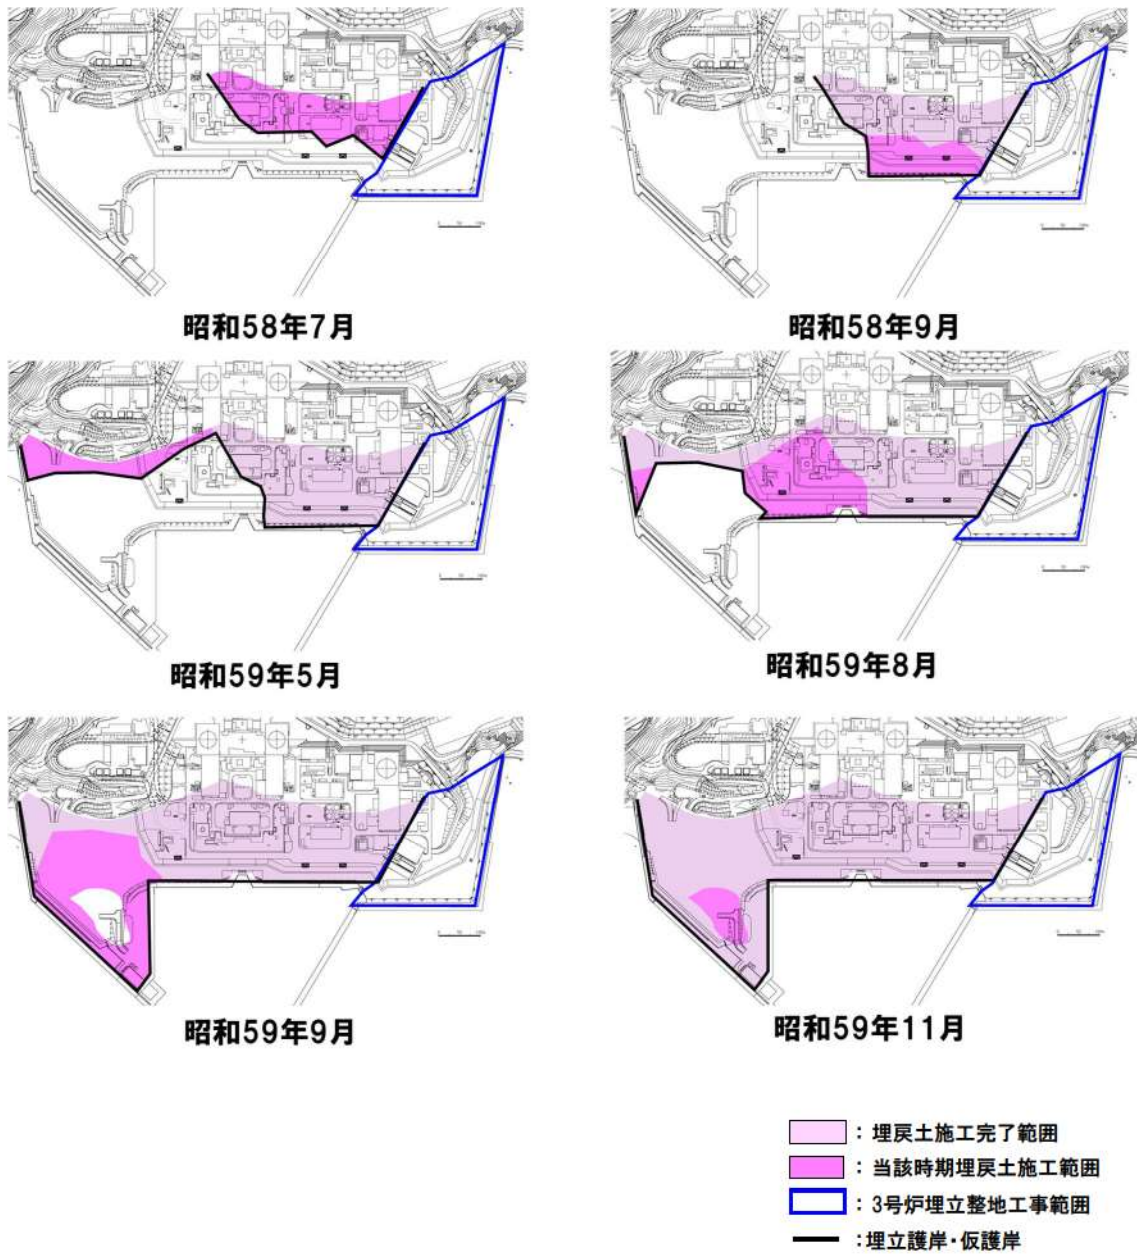 昭和58年7月
昭和58年9月
昭和59年5月
昭和59年8月
昭和59年9月
昭和59年11月
：埋戻土施工完了範囲
：当該時期埋戻土施工範囲
：3号炉埋立整地工事範囲
：埋立護岸・仮護岸